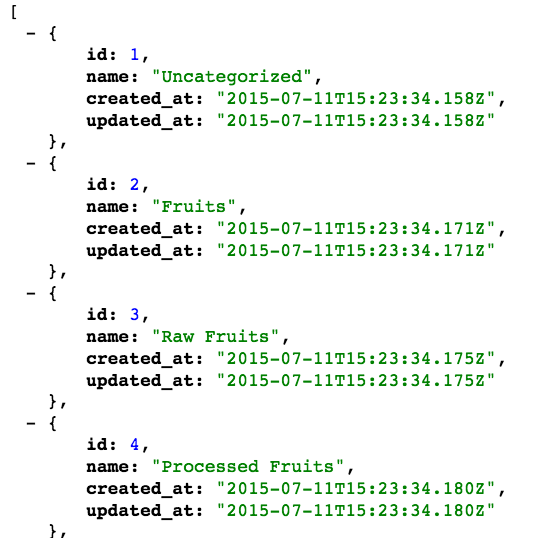 [
- {
id: 1,
name: "Uncategorized",
created_at: "2015-07-11T15:23:34.158Z",
updated_at: "2015-07-11T15:23:34.158Z"
},
- {
id: 2,
name: "Fruits",
created_at: "2015-07-11T15:23:34.171Z",
updated_at: "2015-07-11T15:23:34.171Z"
},
- {
id: 3,
name: "Raw Fruits",
created_at: "2015-07-11T15:23:34.175Z",
updated_at: "2015-07-11T15:23:34.175Z"
},
- {
id: 4,
name: "Processed Fruits",
created_at: "2015-07-11T15:23:34.180Z",
updated_at: "2015-07-11T15:23:34.180Z"
},